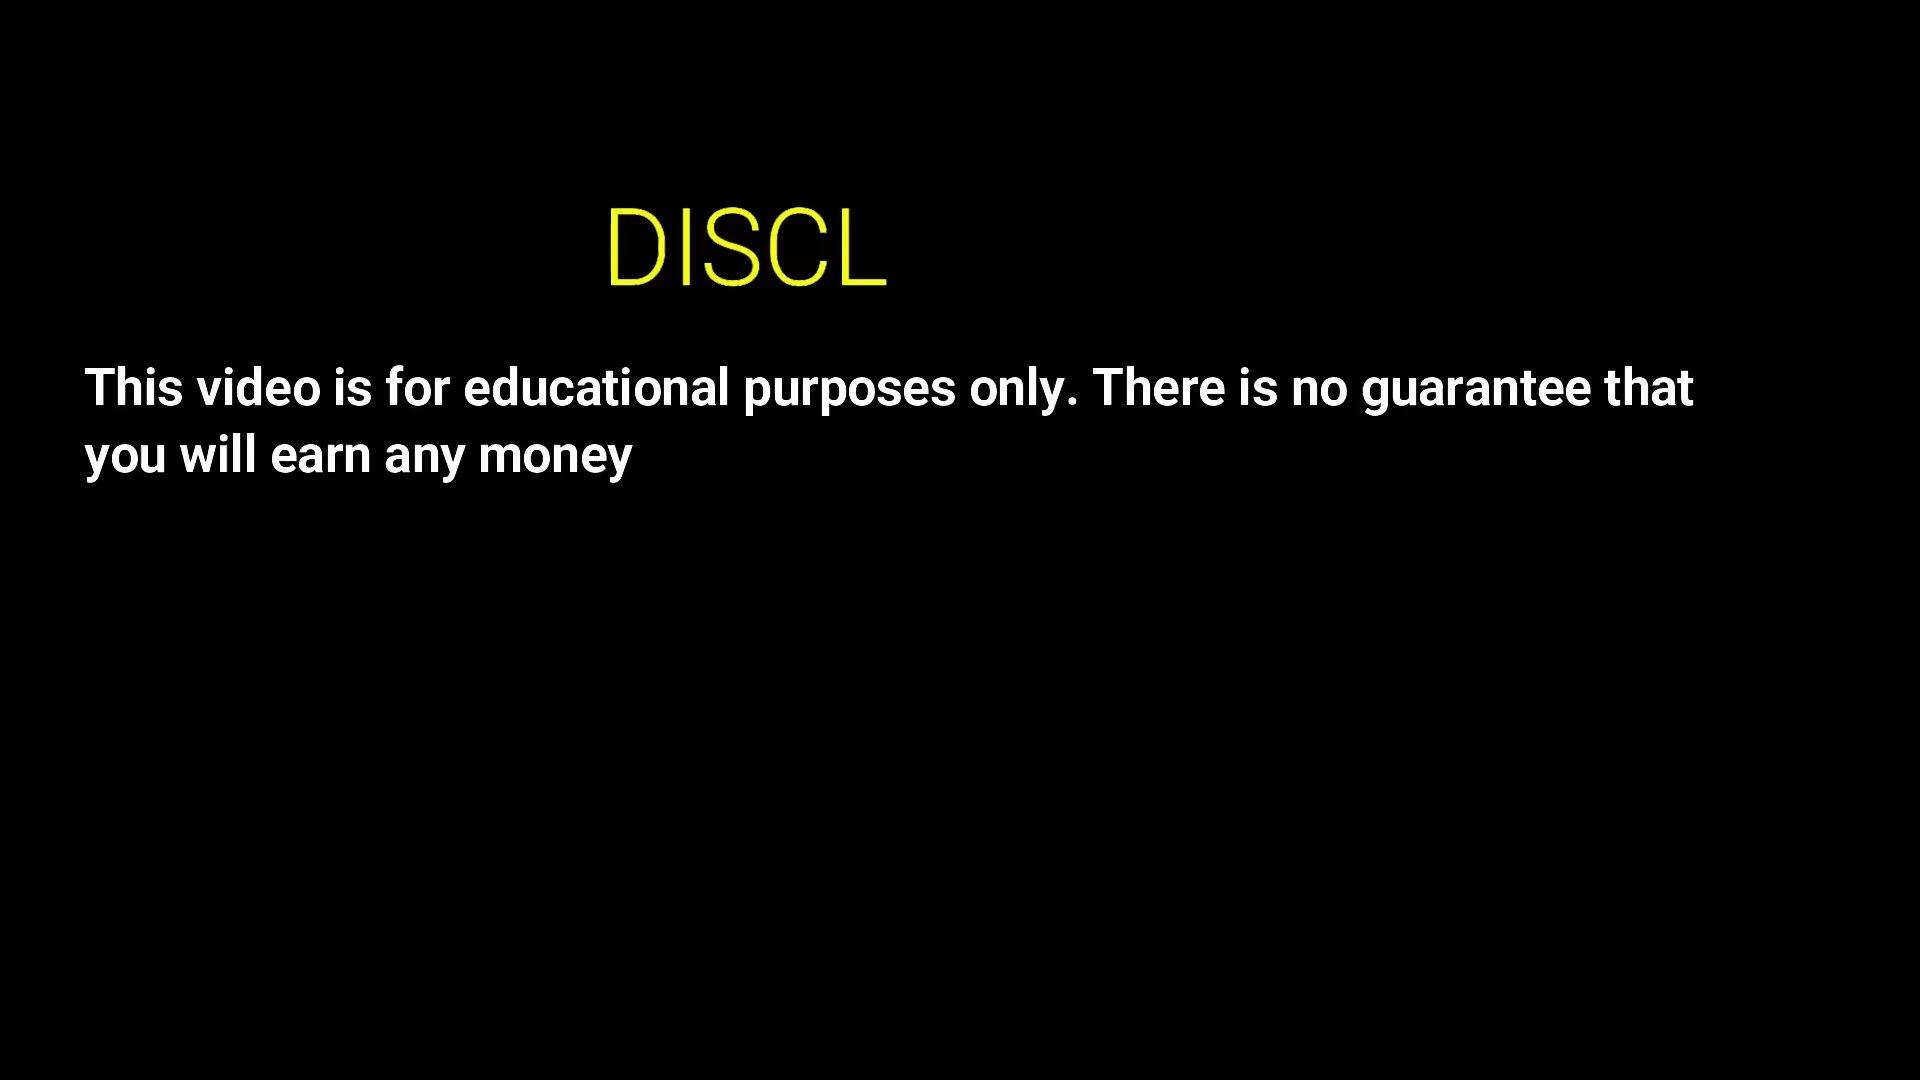 DISCL
This video is for educational purposes only. There is no guarantee that
you will earn any money